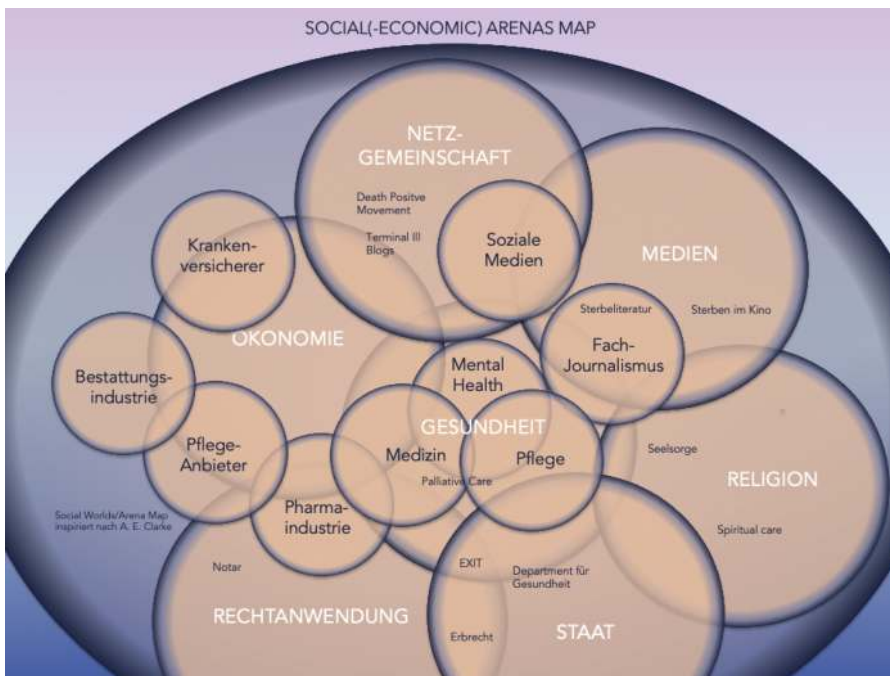 SOCIAL(-ECONOMIC) ARENAS MAP
NETZ-
GEMEINSCHAFT
Death Positve
Movement
Terminal Ill
Blogs
Soziale
Medien
MEDIEN
Kranken-
versicherer
Sterbeliteratur
Sterben im Kino
ÖKONOMIE
Fach-
Journalismus
Mental
Health
Bestattungs-
industrie
GESUNDHEIT
Pflege-
Anbieter
Medizin
Pflege
Seelsorge
Palliative Care
RELIGION
Pharma-
industrie
Social Worlds/Arena Map
inspiriert nach A. E. Clarke
Spiritual care
Notar
EXIT
Department für
Gesundheit
RECHTANWENDUNG
Erbrecht
STAAT